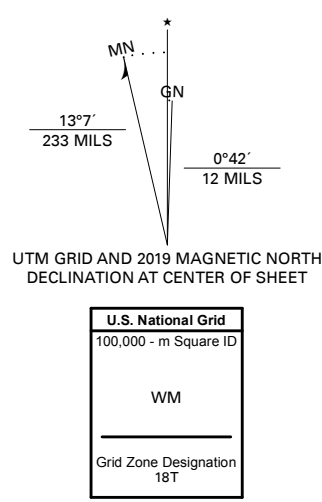 ★
MN
GN
13°7´
233 MILS
0°42´
12 MILS
UTM GRID AND 2019 MAGNETIC NORTH
DECLINATION AT CENTER OF SHEET
U.S. National Grid
100,000 - m Square ID
WM
Grid Zone Designation
18T